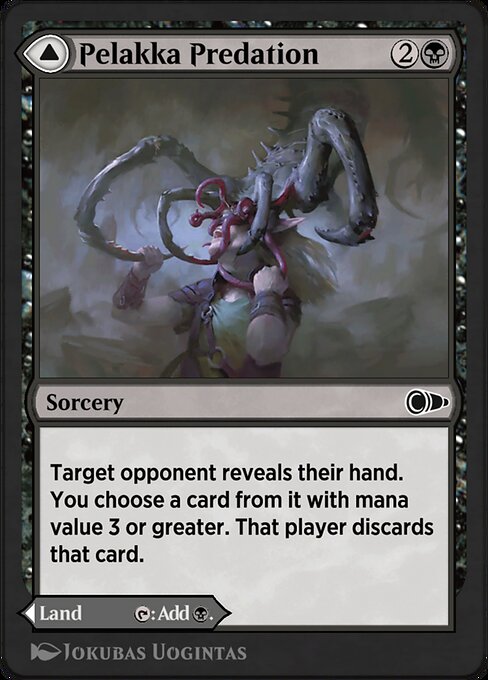 Pelakka Predation 2
Sorcery
Target opponent reveals their hand.
You choose a card from it with mana
value 3 or greater. That player discards
that card.
Land : Add .
Jokubas Uogintas